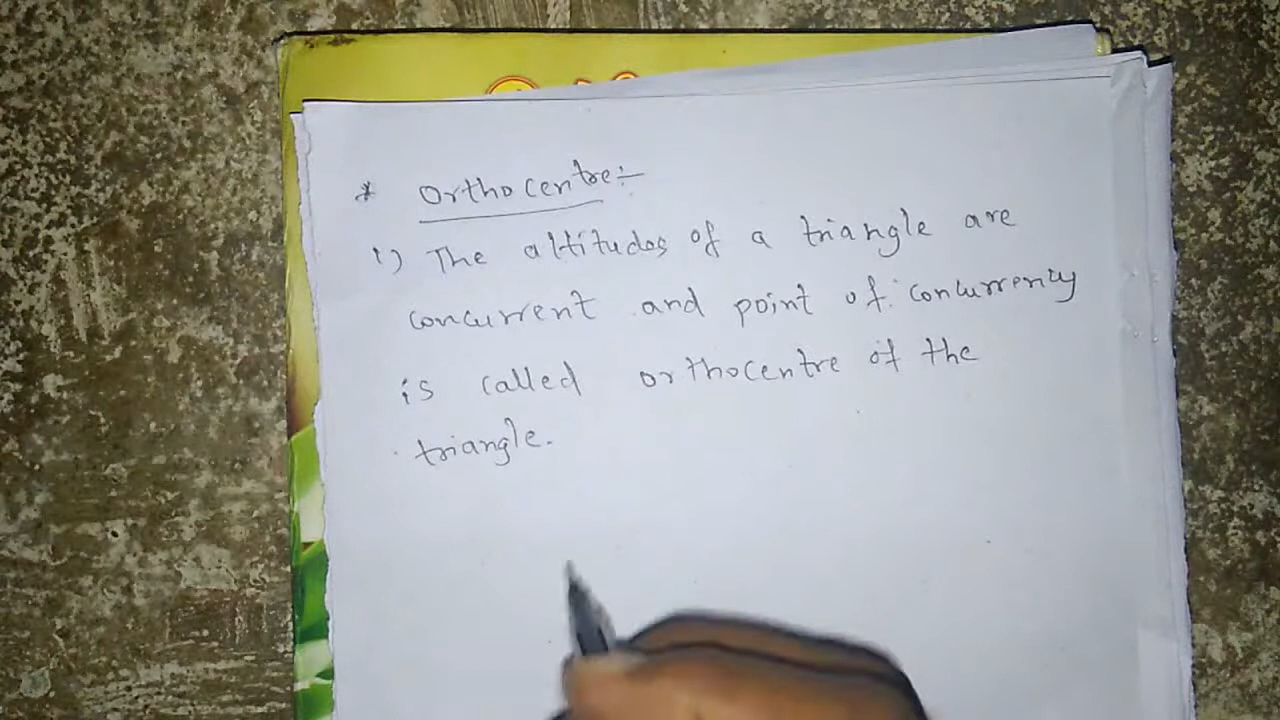 * Orthocentre:-
1) The altitudes of a triangle are
concurrent and point of concurrency
is called orthocentre of the
triangle.